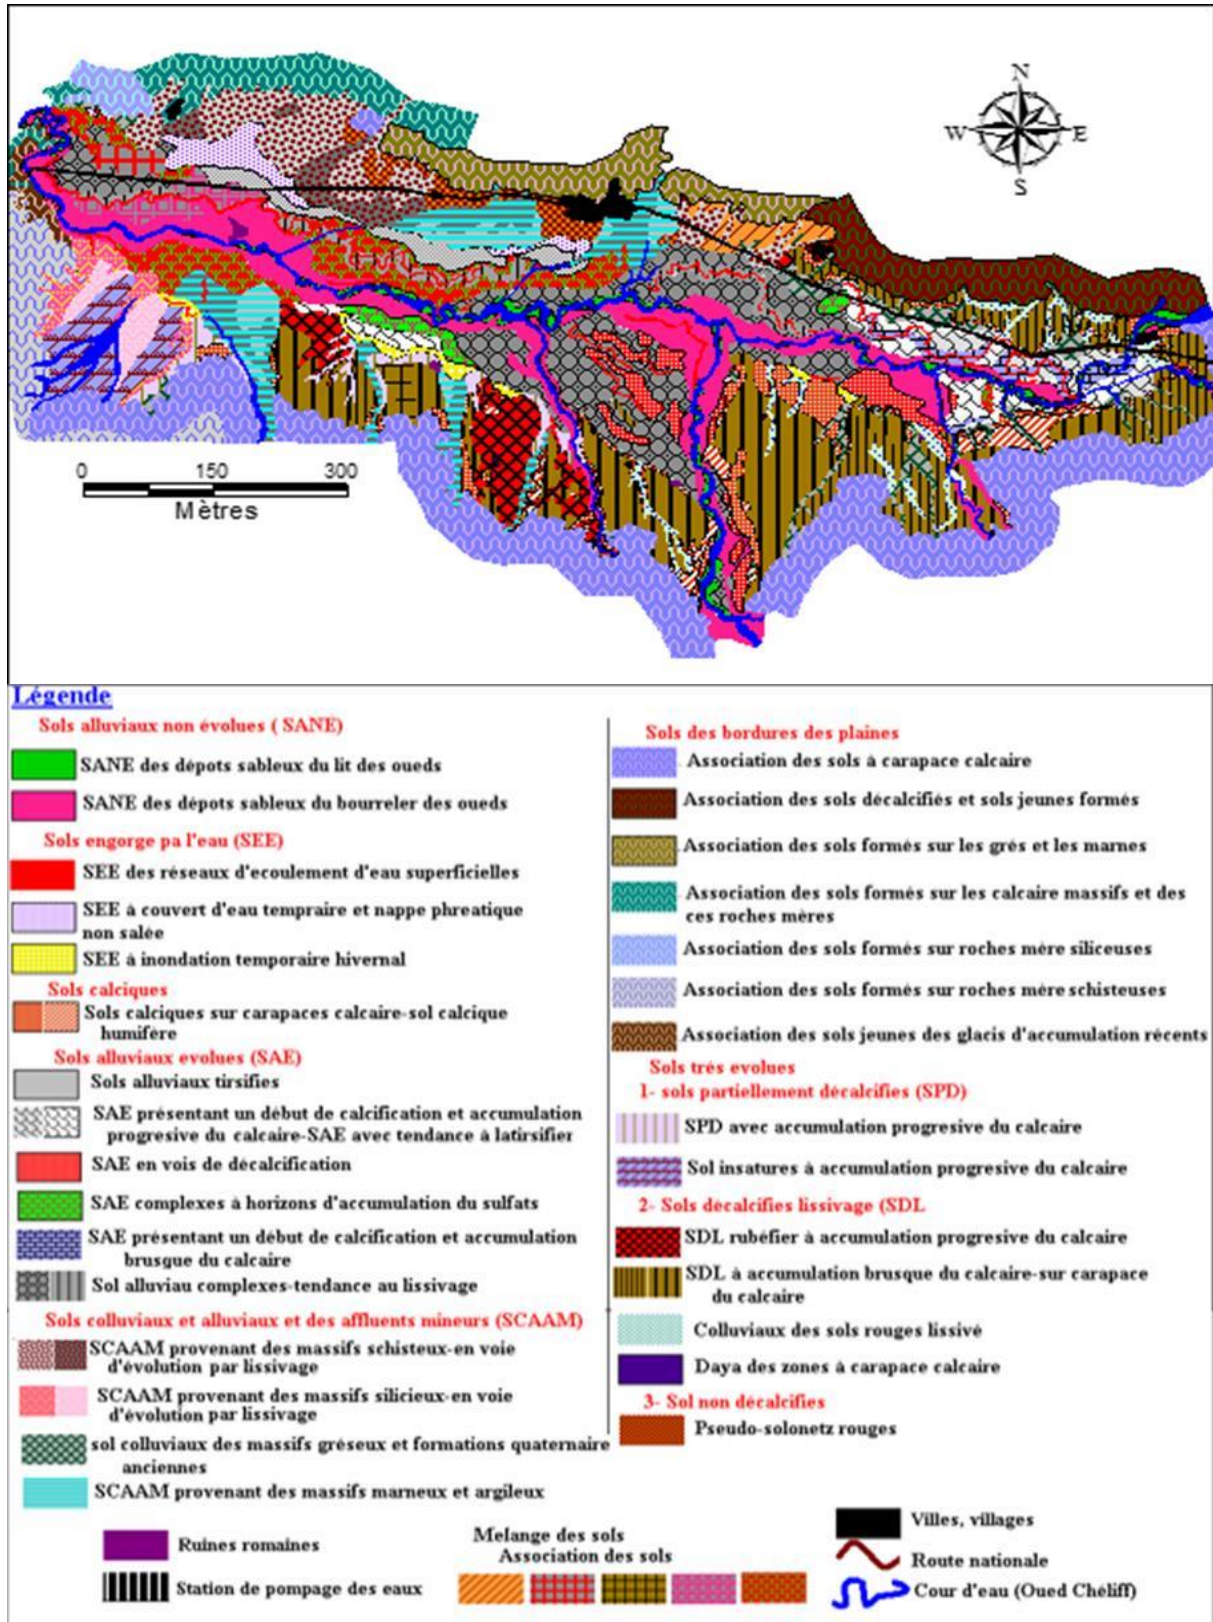 N
W E
S
0 150 300
Mètres
Légende
Sols alluviaux non évolues ( SANE)
SANE des dépots sableux du lit des oueds
SANE des dépots sableux du bourreler des oueds
Sols engorge pa l'eau (SEE)
SEE des réseaux d'ecoulement d'eau superficielles
SEE à couvert d'eau tempraire et nappe phreatique
non salée
SEE à inondation temporaire hivernal
Sols calciques
Sols calciques sur carapaces calcaire-sol calcique
humifère
Sols alluviaux evolues (SAE)
Sols alluviaux tirsifies
SAE présentant un début de calcification et accumulation
progresive du calcaire-SAE avec tendance à latirsifier
SAE en vois de décalcification
SAE complexes à horizons d'accumulation du sulfats
SAE présentant un début de calcification et accumulation
brusque du calcaire
Sol alluviau complexes-tendance au lissivage
Sols colluviaux et alluviaux et des affluents mineurs (SCAAM)
SCAAM provenant des massifs schisteux-en voie
d'évolution par lissivage
SCAAM provenant des massifs silicieux-en voie
d'évolution par lissivage
sol colluviaux des massifs gréseux et formations quaternaire
anciennes
SCAAM provenant des massifs marneux et argileux
Sols des bordures des plaines
Association des sols à carapace calcaire
Association des sols décalcifiés et sols jeunes formés
Association des sols formés sur les grés et les marnes
Association des sols formés sur les calcaire massifs et des
ces roches mères
Association des sols formés sur roches mère siliceuses
Association des sols formés sur roches mère schisteuses
Association des sols jeunes des glacis d'accumulation récents
Sols trés evolues
1- sols partiellement décalcifies (SPD)
SPD avec accumulation progresive du calcaire
Sol insatures à accumulation progresive du calcaire
2- Sols décalcifies lissivage (SDL
SDL rubéfier à accumulation progresive du calcaire
SDL à accumulation brusque du calcaire-sur carapace
du calcaire
Colluviaux des sols rouges lissivé
Daya des zones à carapace calcaire
3- Sol non décalcifies
Pseudo-solonetz rouges
Ruines romaines
Station de pompage des eaux
Melange des sols
Association des sols
Villes, villages
Route nationale
Cour d'eau (Oued Chéliff)